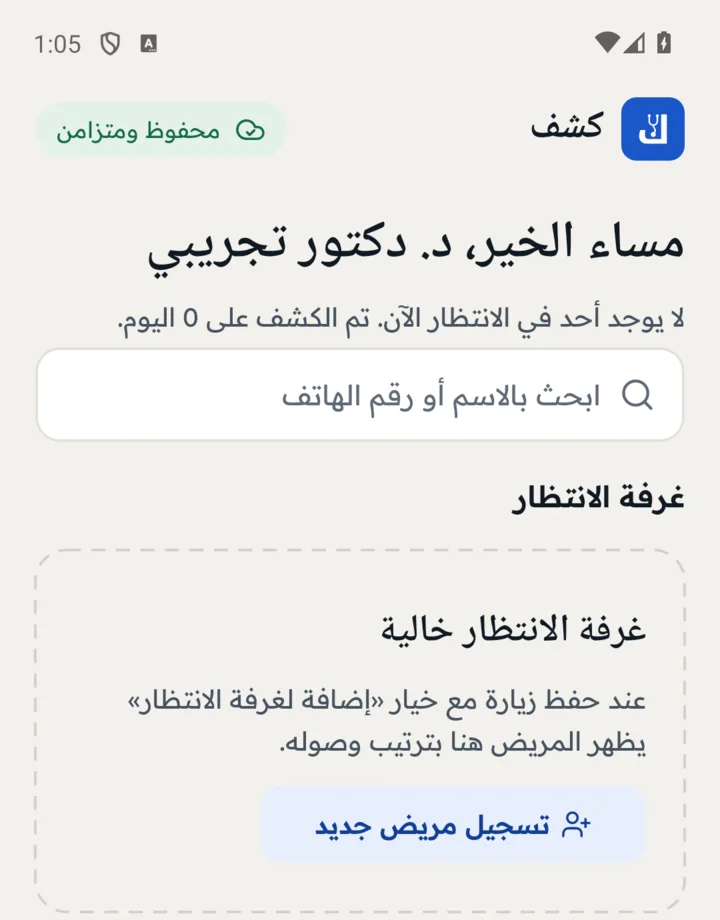 1:05
كشف
محفوظ ومتزامن
مساء الخير، د. دكتور تجريبي
لا يوجد أحد في الانتظار الآن. تم الكشف على 0 اليوم.
ابحث بالاسم أو رقم الهاتف
غرفة الانتظار
غرفة الانتظار خالية
عند حفظ زيارة مع خيار «إضافة لغرفة الانتظار»
يظهر المريض هنا بترتيب وصوله.
تسجيل مريض جديد